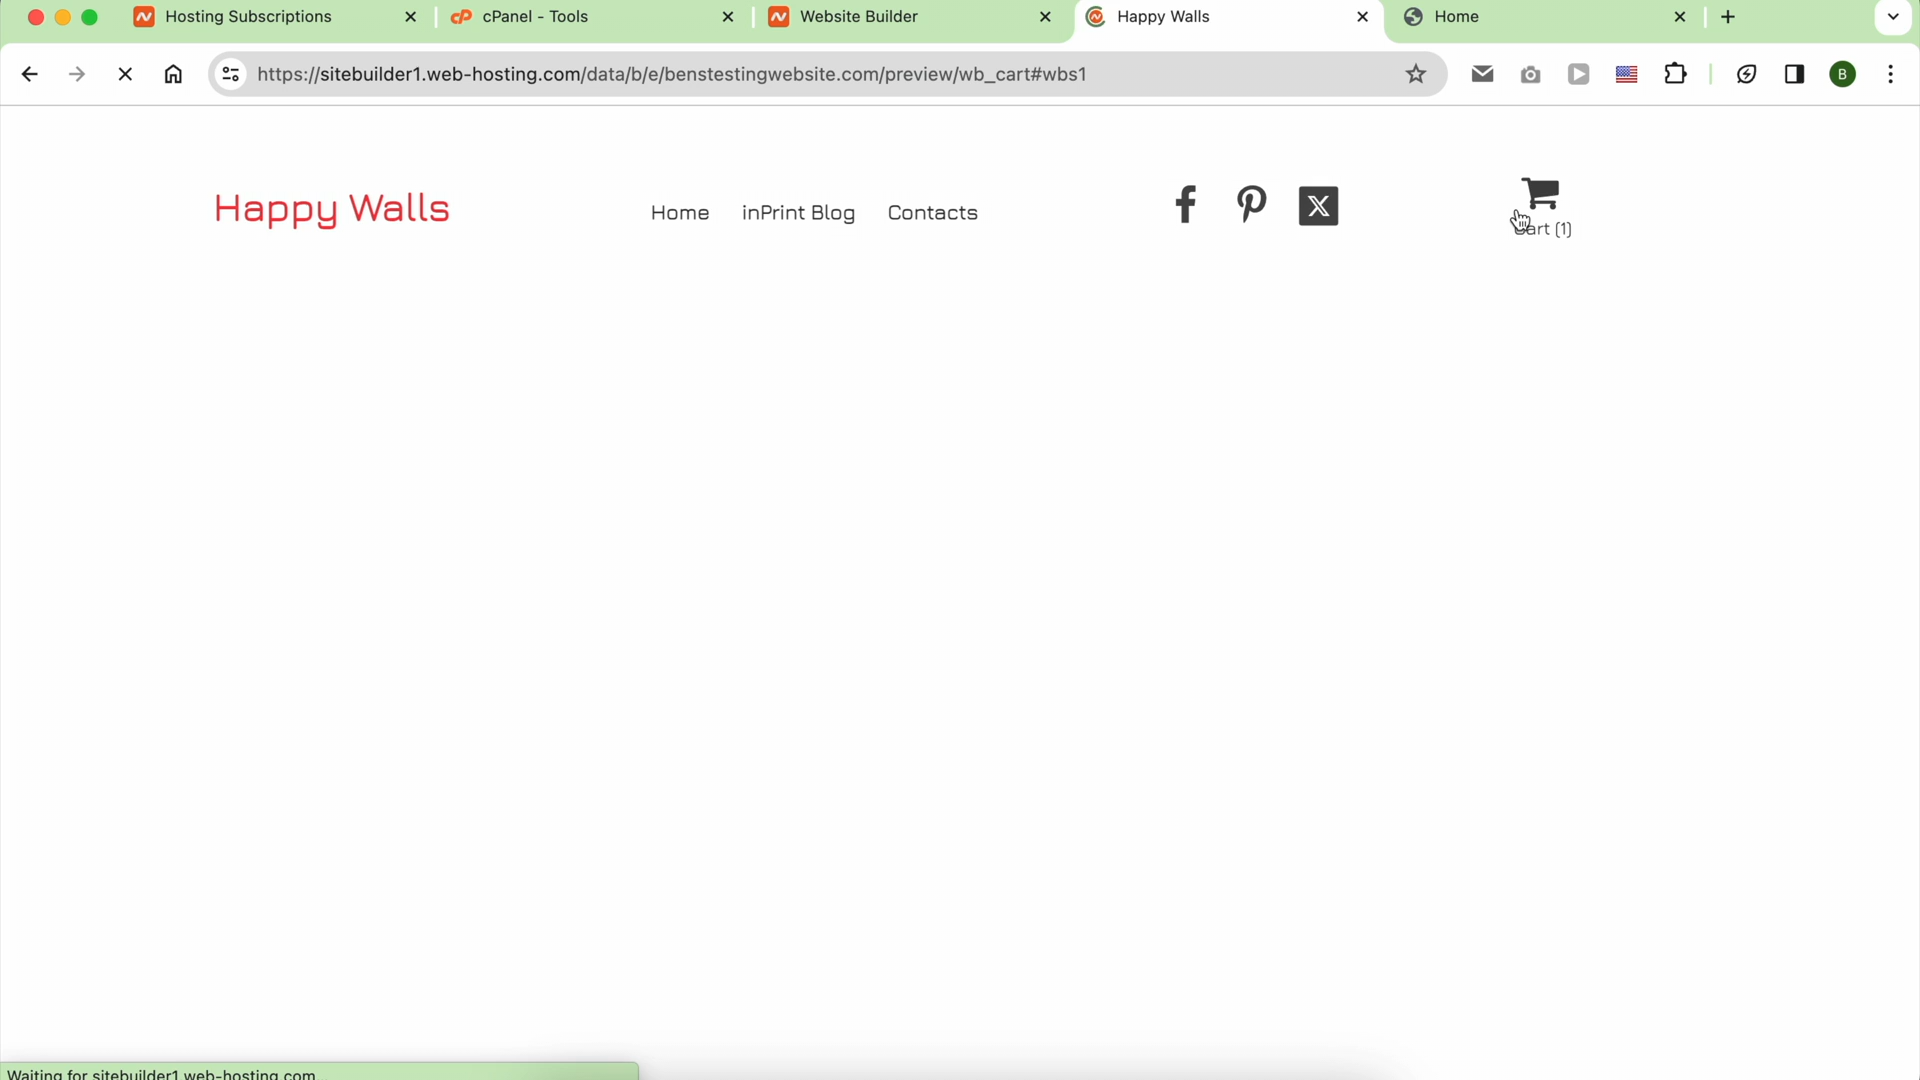 Hosting Subscriptions
cPanel - Tools
Website Builder
Happy Walls
Home
https://sitebuilder1.web-hosting.com/data/b/e/benstestingwebsite.com/preview/wb_cart#wbs1
B
Happy Walls
Home
inPrint Blog
Contacts
Cart (1)
Waiting for sitebuilder1.web-hosting.com...